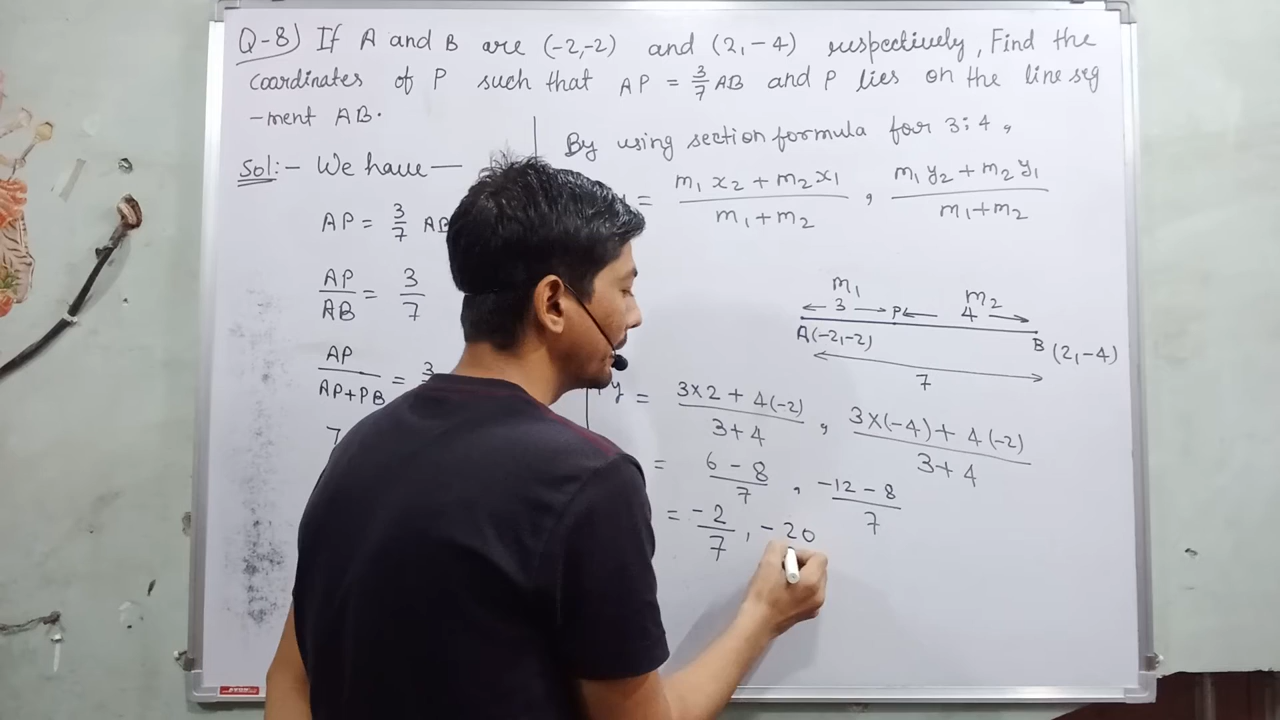 Q-8) If A and B are (-2,-2) and (2,-4) respectively, Find the
coordinates of P such that AP = 3/7 AB and P lies on the line seg
-ment AB.
Sol:- We have —
AP = 3/7 AB
AP/AB = 3/7
AP/(AP+PB) = 3
7
By using section formula for 3:4,
= (m₁x₂ + m₂x₁)/(m₁+m₂), (m₁y₂ + m₂y₁)/(m₁+m₂)
m₁ m₂
3 P 4
A(-2,-2) B (2,-4)
7
y = (3×2 + 4(-2))/(3+4), (3×(-4) + 4(-2))/(3+4)
= (6-8)/7, (-12-8)/7
= -2/7, -20